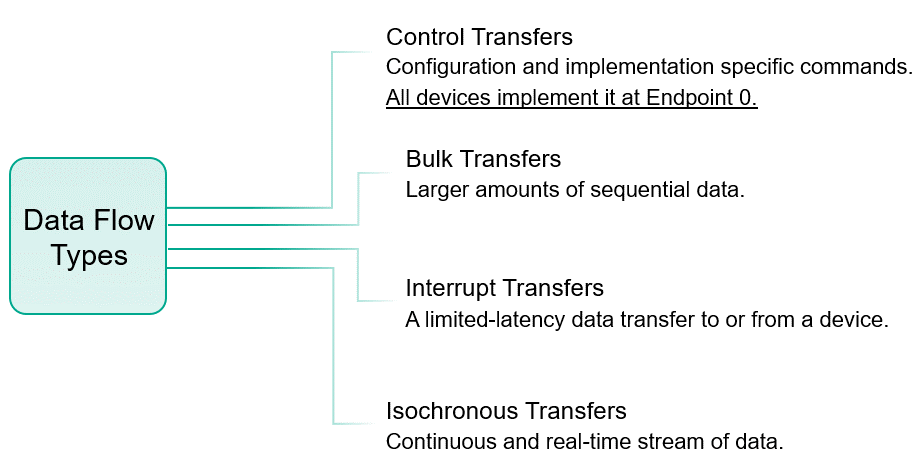 Data Flow
Types
Control Transfers
Configuration and implementation specific commands.
All devices implement it at Endpoint 0.
Bulk Transfers
Larger amounts of sequential data.
Interrupt Transfers
A limited-latency data transfer to or from a device.
Isochronous Transfers
Continuous and real-time stream of data.